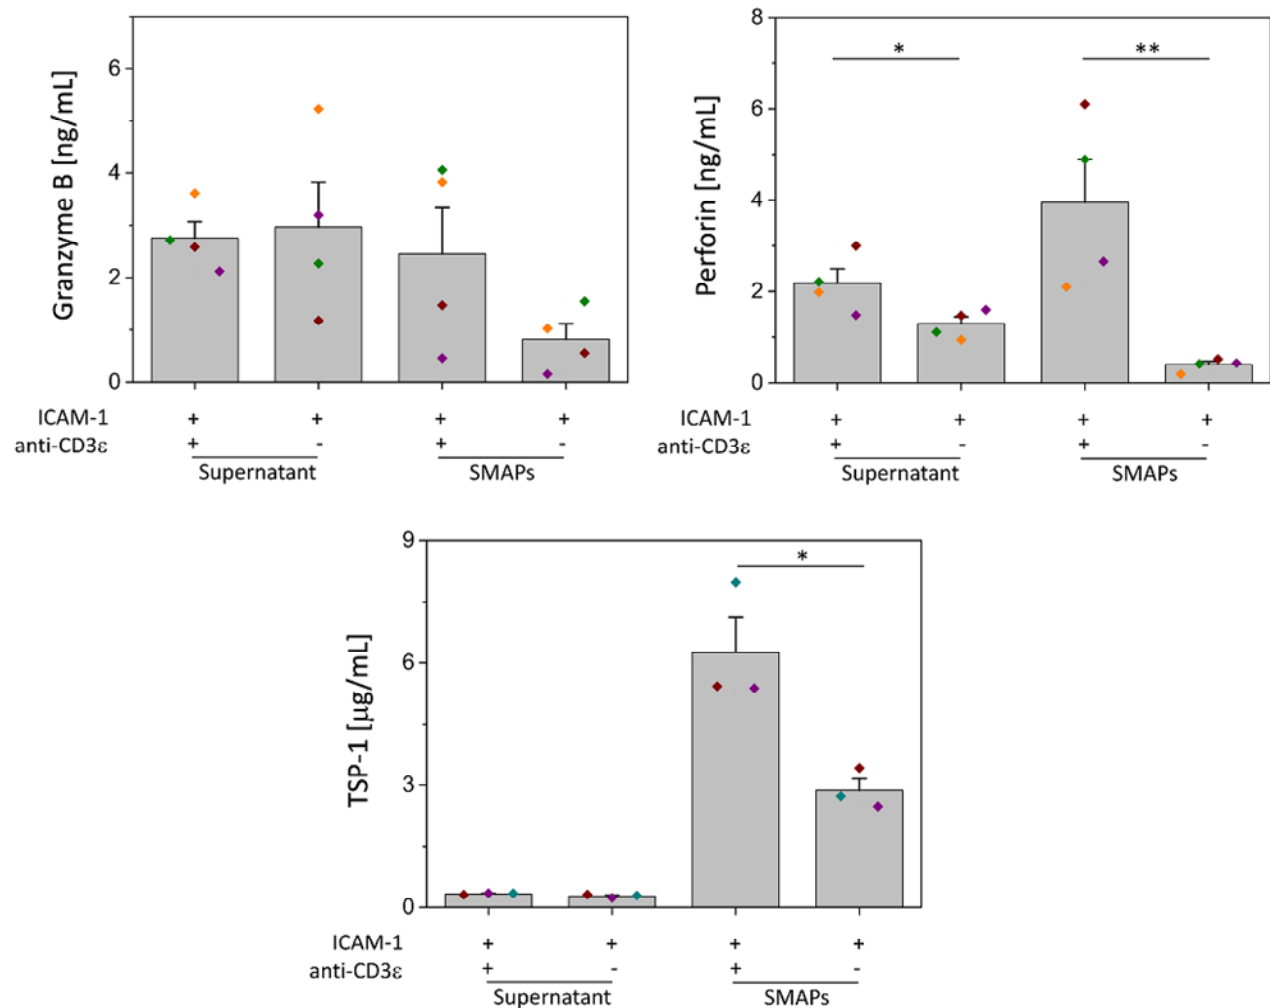 Granzyme B [ng/mL]
6
4
2
0
ICAM-1 + + + +
anti-CD3ε + - + -
Supernatant SMAPs
Perforin [ng/mL]
8
6
4
2
0
* **
ICAM-1 + + + +
anti-CD3ε + - + -
Supernatant SMAPs
TSP-1 [μg/mL]
9
6
3
0
*
ICAM-1 + + + +
anti-CD3ε + - + -
Supernatant SMAPs